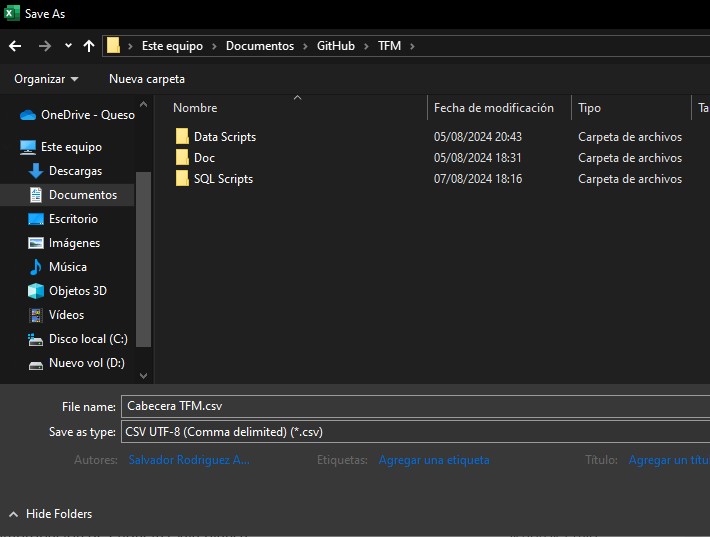 Save As
Este equipo > Documentos > GitHub > TFM >
Organizar Nueva carpeta
Nombre Fecha de modificación Tipo Ta
OneDrive - Queso
Este equipo
Descargas
Documentos
Escritorio
Imágenes
Música
Objetos 3D
Vídeos
Disco local (C:)
Nuevo vol (D:)
Data Scripts 05/08/2024 20:43 Carpeta de archivos
Doc 05/08/2024 18:31 Carpeta de archivos
SQL Scripts 07/08/2024 18:16 Carpeta de archivos
File name: Cabecera TFM.csv
Save as type: CSV UTF-8 (Comma delimited) (*.csv)
Autores: Salvador Rodriguez A... Etiquetas: Agregar una etiqueta Título: Agregar un títu
Hide Folders